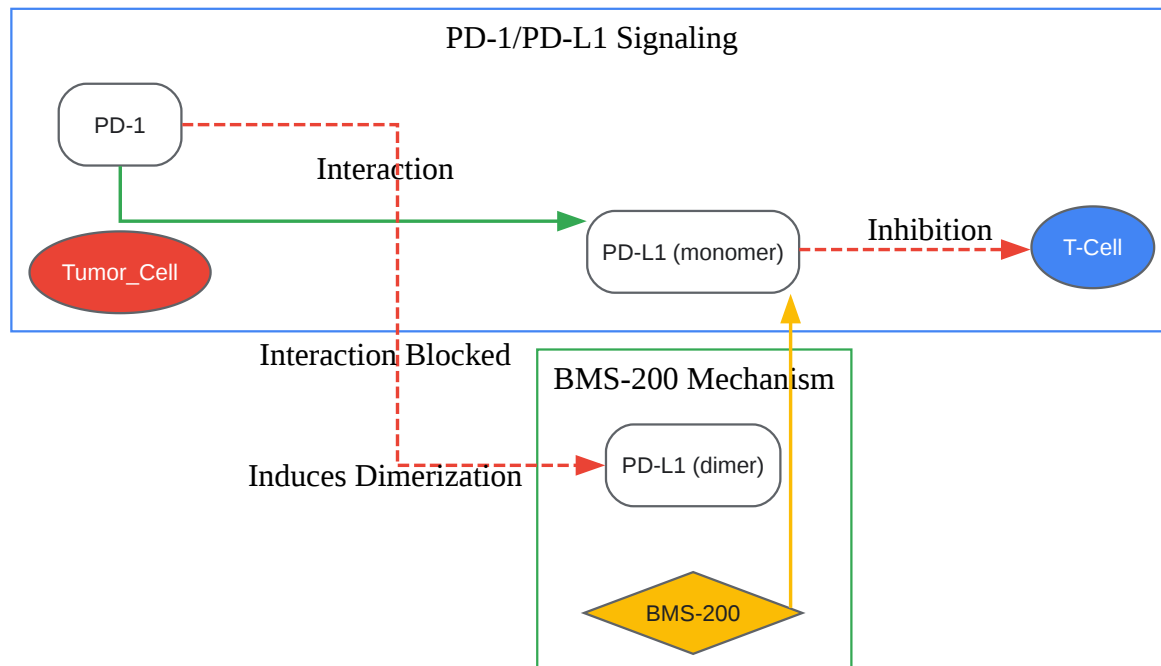 PD-1/PD-L1 Signaling
PD-1
Interaction
Tumor_Cell
PD-L1 (monomer)
Inhibition
T-Cell
Interaction Blocked
BMS-200 Mechanism
PD-L1 (dimer)
Induces Dimerization
BMS-200